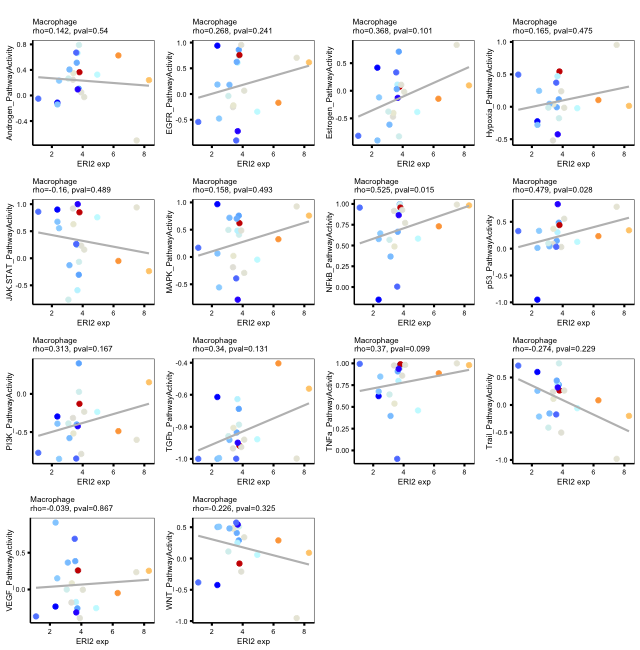 Macrophage
rho=0.142, pval=0.54
Androgen_PathwayActivity
0.8
0.4
0.0
-0.4
2 4 6 8
ERI2 exp
Macrophage
rho=0.268, pval=0.241
EGFR_PathwayActivity
1.0
0.5
0.0
-0.5
2 4 6 8
ERI2 exp
Macrophage
rho=0.368, pval=0.101
Estrogen_PathwayActivity
0.5
0.0
-0.5
2 4 6 8
ERI2 exp
Macrophage
rho=0.165, pval=0.475
Hypoxia_PathwayActivity
1.0
0.5
0.0
-0.5
2 4 6 8
ERI2 exp
Macrophage
rho=-0.16, pval=0.489
JAK-STAT_PathwayActivity
1.0
0.5
0.0
-0.5
2 4 6 8
ERI2 exp
Macrophage
rho=0.158, pval=0.493
MAPK_PathwayActivity
1.0
0.5
0.0
-0.5
2 4 6 8
ERI2 exp
Macrophage
rho=0.525, pval=0.015
NFkB_PathwayActivity
1.00
0.75
0.50
0.25
0.00
2 4 6 8
ERI2 exp
Macrophage
rho=0.479, pval=0.028
p53_PathwayActivity
0.5
0.0
-1.0
2 4 6 8
ERI2 exp
Macrophage
rho=0.313, pval=0.167
PI3K_PathwayActivity
0.0
-0.5
2 4 6 8
ERI2 exp
Macrophage
rho=0.34, pval=0.131
TGFb_PathwayActivity
-0.4
-0.6
-0.8
-1.0
2 4 6 8
ERI2 exp
Macrophage
rho=0.37, pval=0.099
TNFa_PathwayActivity
1.00
0.75
0.50
0.25
0.00
2 4 6 8
ERI2 exp
Macrophage
rho=-0.274, pval=0.229
Trail_PathwayActivity
0.5
0.0
-0.5
-1.0
2 4 6 8
ERI2 exp
Macrophage
rho=-0.039, pval=0.867
VEGF_PathwayActivity
0.5
0.0
2 4 6 8
ERI2 exp
Macrophage
rho=-0.226, pval=0.325
WNT_PathwayActivity
0.5
0.0
-0.5
-1.0
2 4 6 8
ERI2 exp